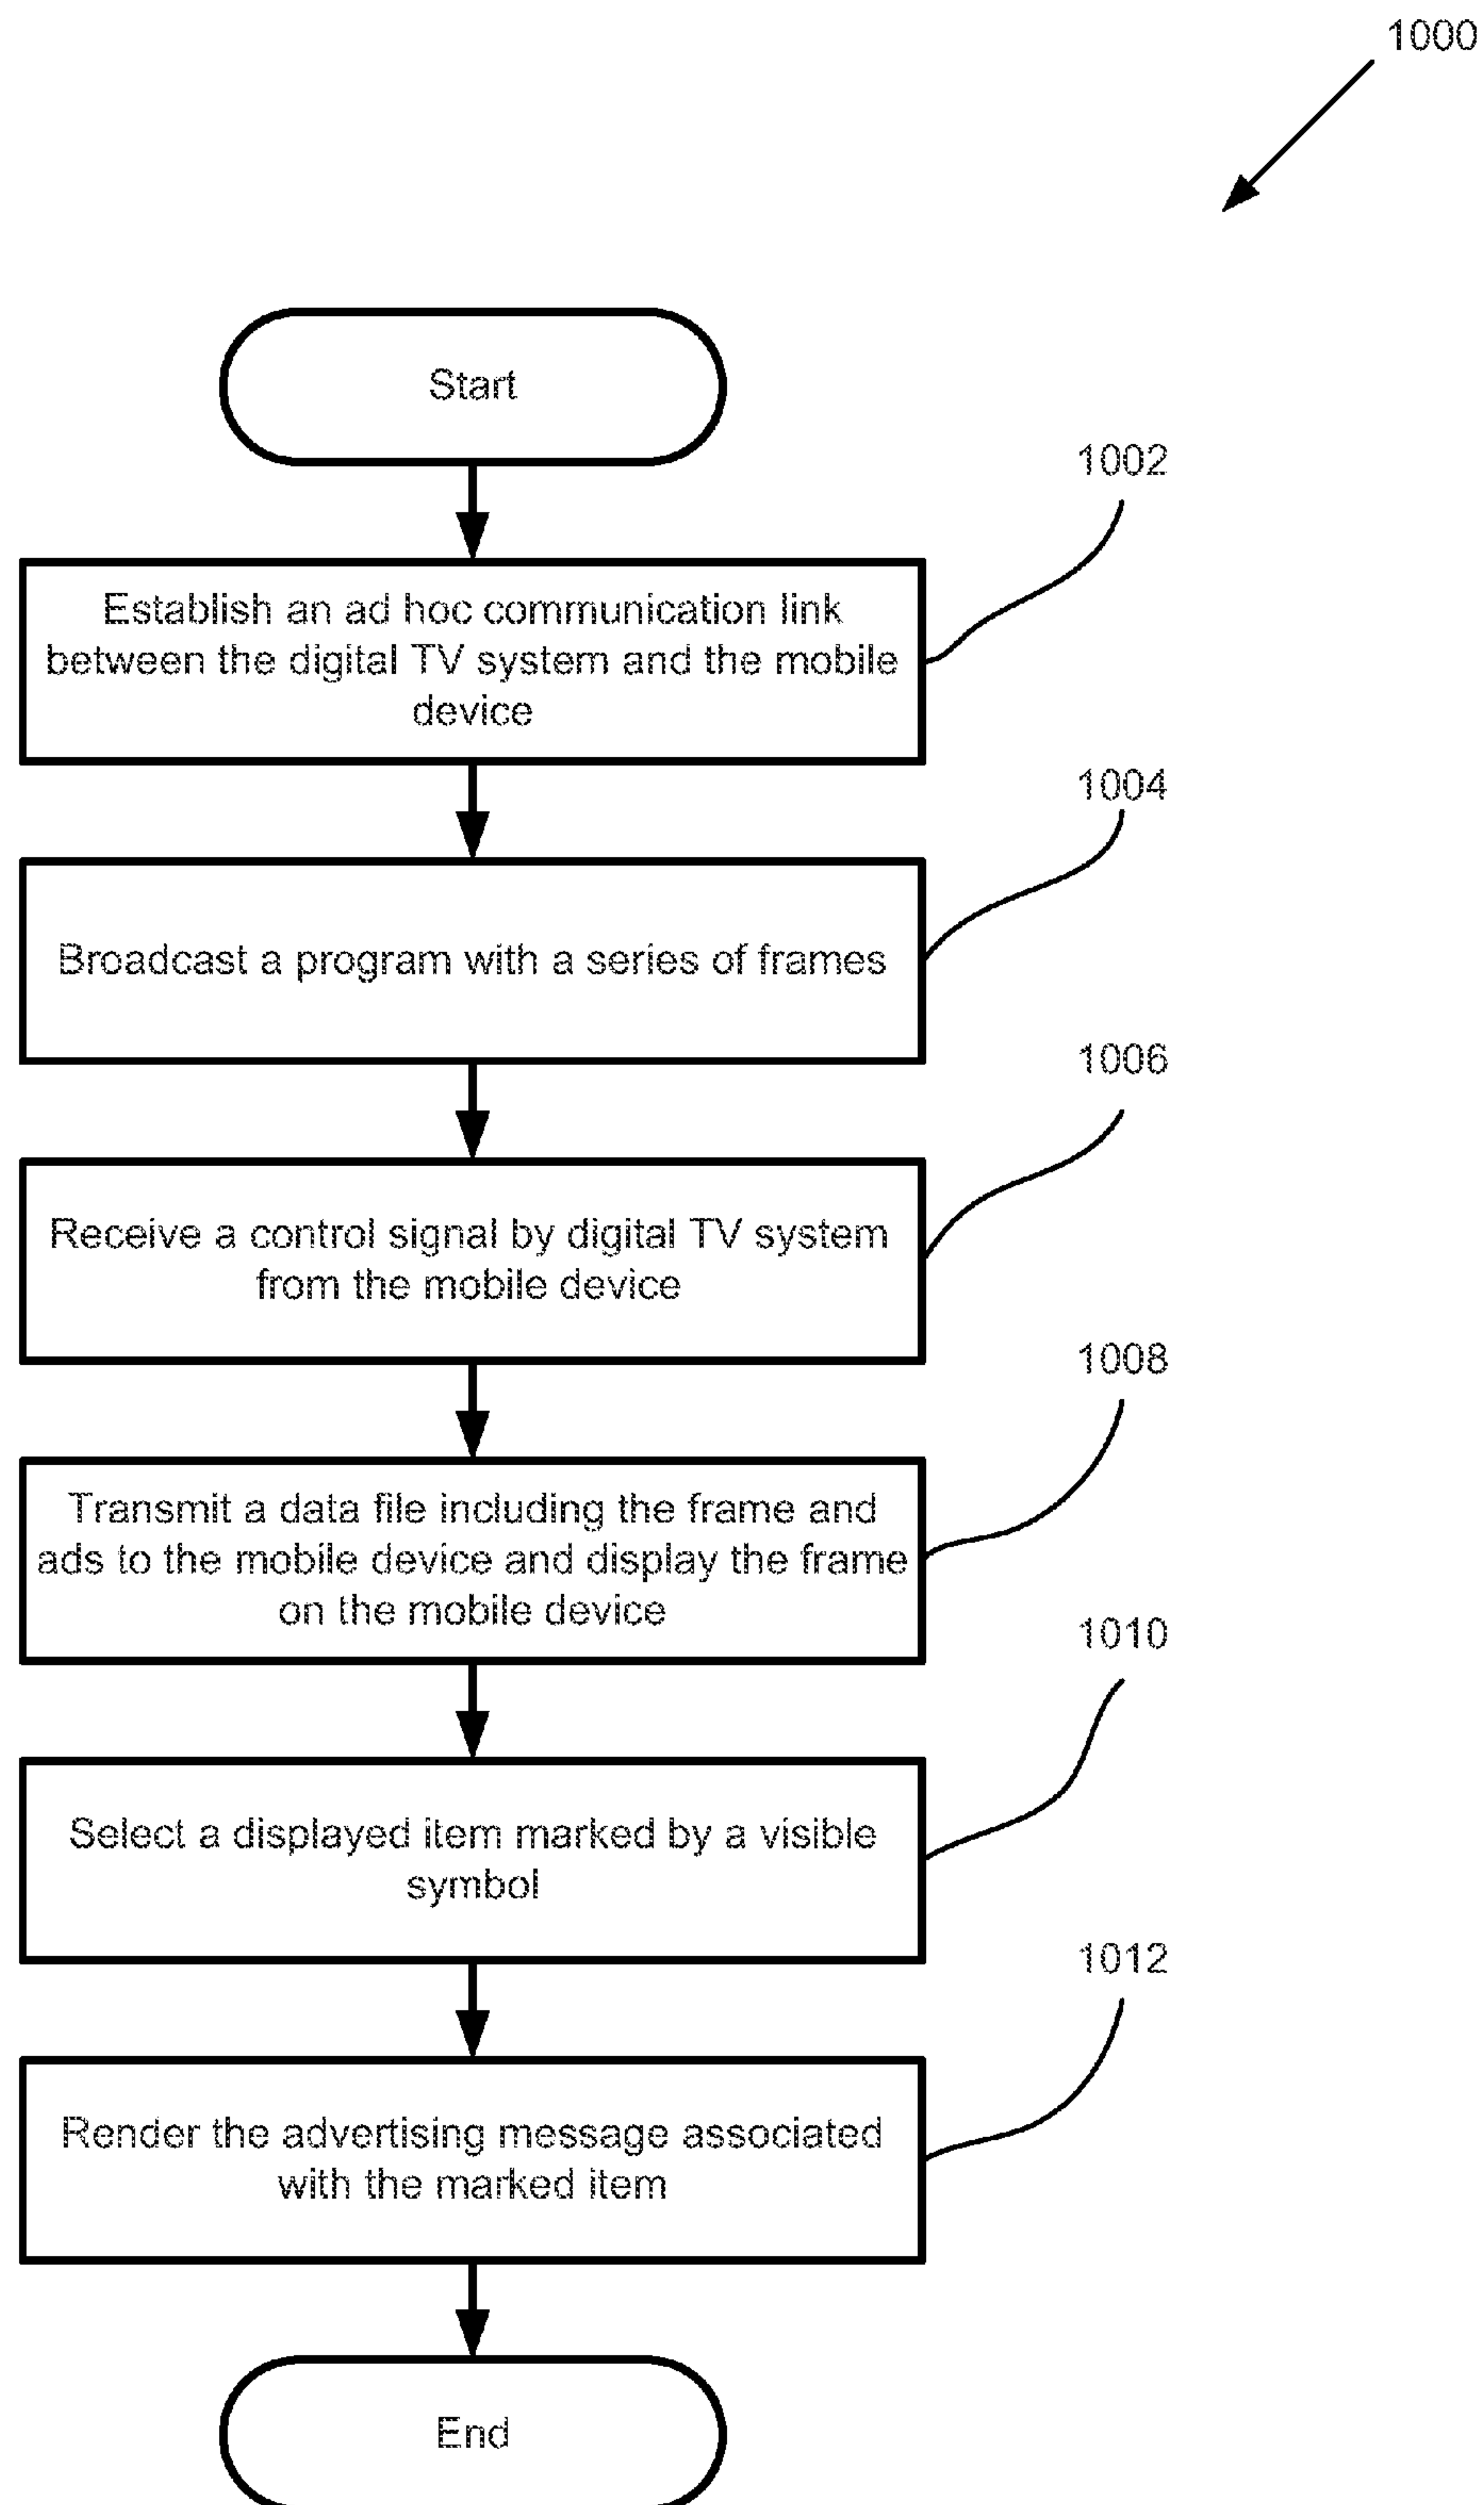 1000
Start
1002
Establish an ad hoc communication link
between the digital TV system and the mobile
device
1004
Broadcast a program with a series of frames
1006
Receive a control signal by digital TV system
from the mobile device
1008
Transmit a data file including the frame and
ads to the mobile device and display the frame
on the mobile device
1010
Select a displayed item marked by a visible
symbol
1012
Render the advertising message associated
with the marked item
End